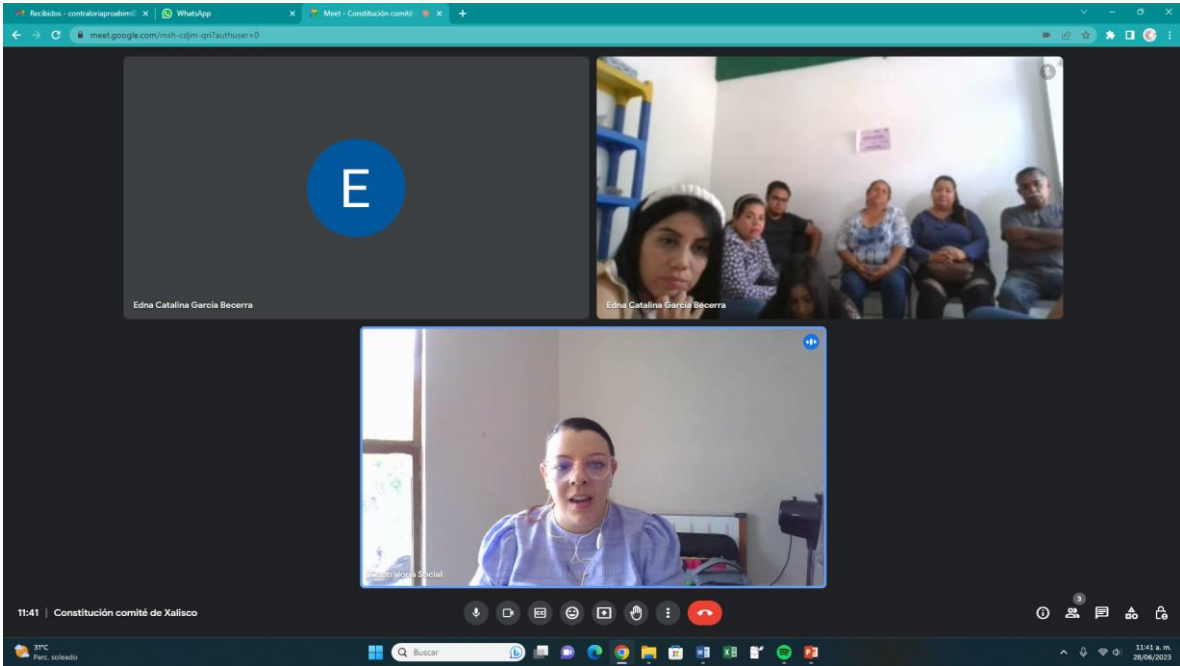 Recibidos - contraloriaproabim@
WhatsApp
Meet - Constitución comité
meet.google.com/msh-cdjm-qri?authuser=0
E
Edna Catalina García Becerra
Edna Catalina García Becerra
Contraloría Social
11:41 | Constitución comité de Xalisco
CC
3
31°C
Parc. soleado
Buscar
11:41 a. m.
28/06/2023